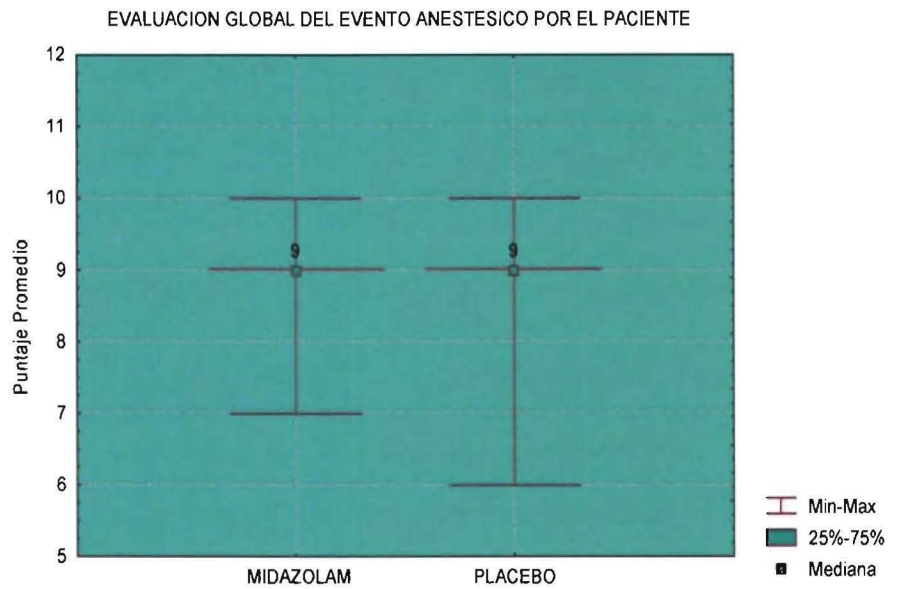 EVALUACION GLOBAL DEL EVENTO ANESTESICO POR EL PACIENTE
12
11
10
9
8
7
6
5
Puntaje Promedio
9
9
MIDAZOLAM
PLACEBO
Min-Max
25%-75%
Mediana